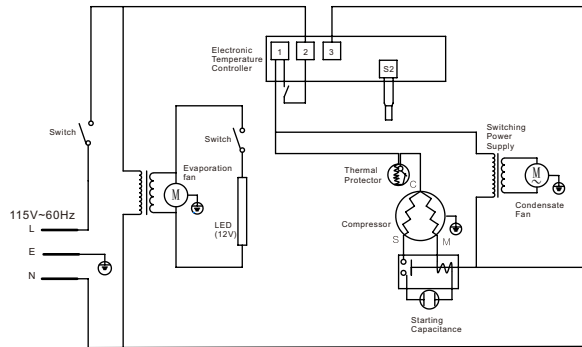 1
2
3
Electronic
Temperature
Controller
S2
Switch
Switch
Switching
Power
Supply
Evaporation
fan
M
Thermal
Protector
C
M
Condensate
Fan
115V~60Hz
L
LED
(12V)
Compressor
S
M
E
N
Starting
Capacitance